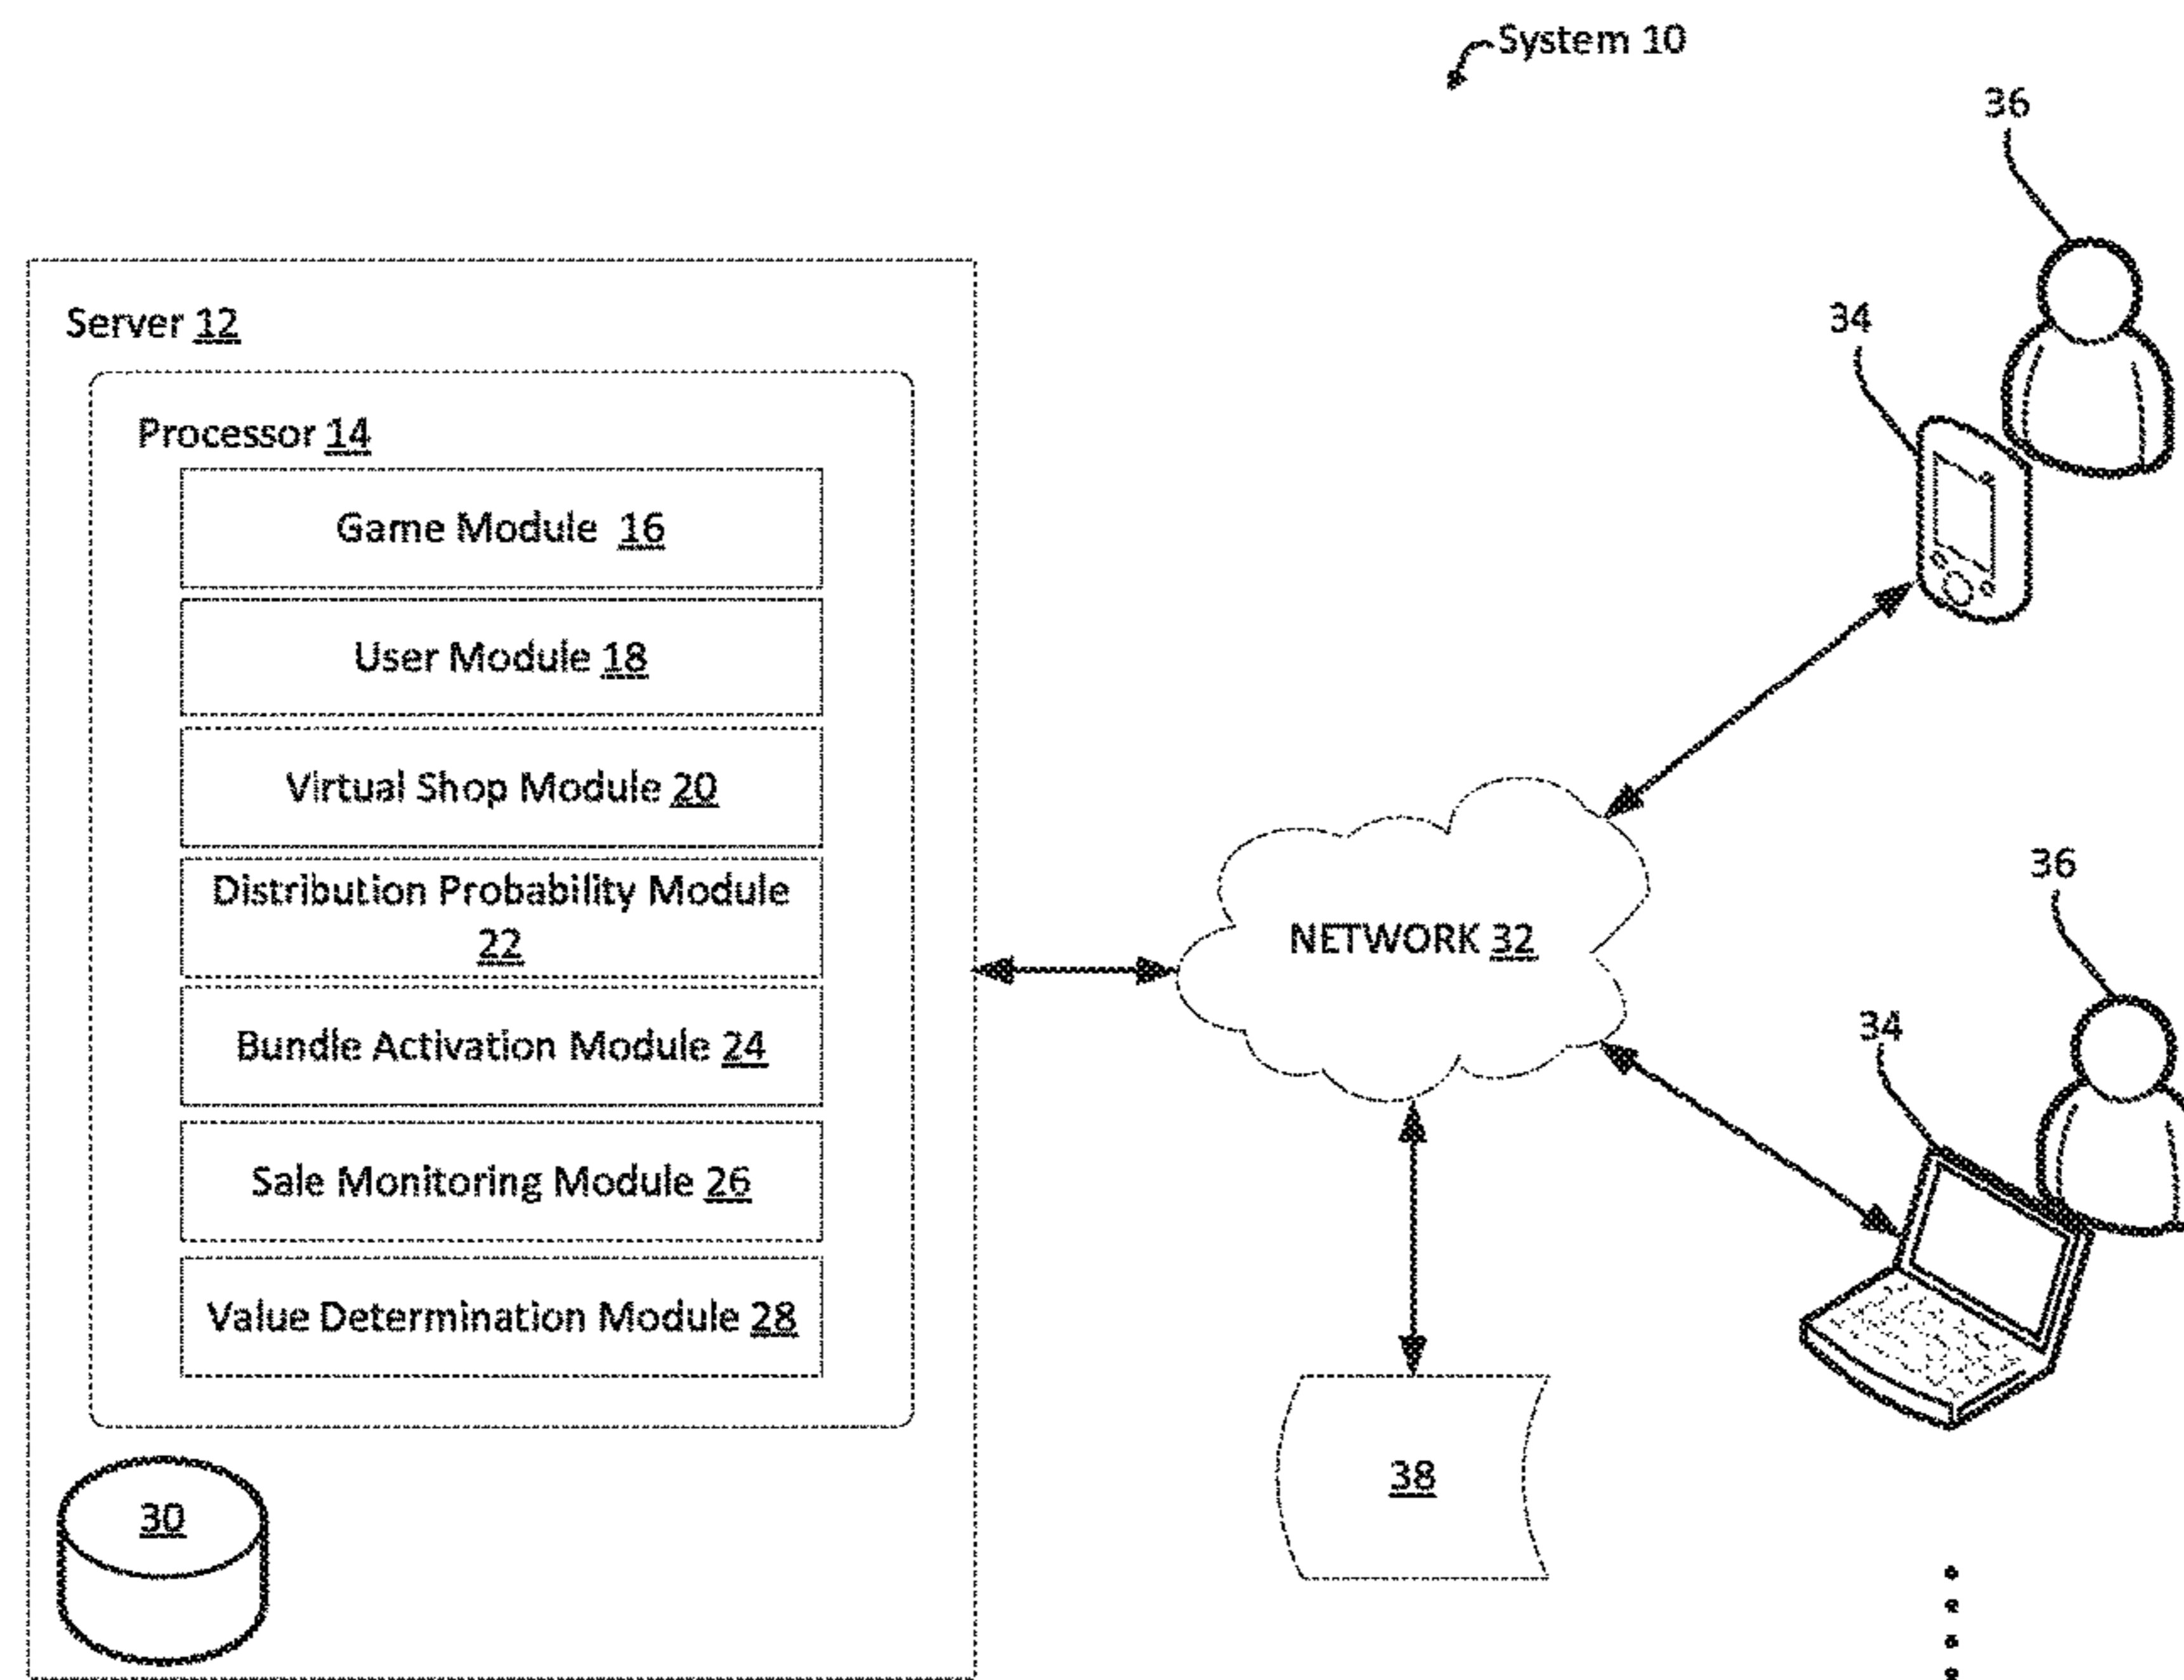 System 10
36
34
Server 12
Processor 14
Game Module 16
User Module 18
Virtual Shop Module 20
Distribution Probability Module
22
Bundle Activation Module 24
Sale Monitoring Module 26
Value Determination Module 28
30
NETWORK 32
36
34
38